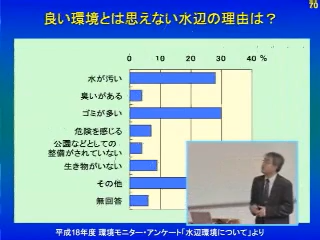 70
良い環境とは思えない水辺の理由は？
0 10 20 30 40 %
水が汚い
臭いがある
ゴミが多い
危険を感じる
公園などとしての
整備がされていない
生き物がいない
その他
無回答
平成18年度 環境モニター・アンケート「水辺環境について」より